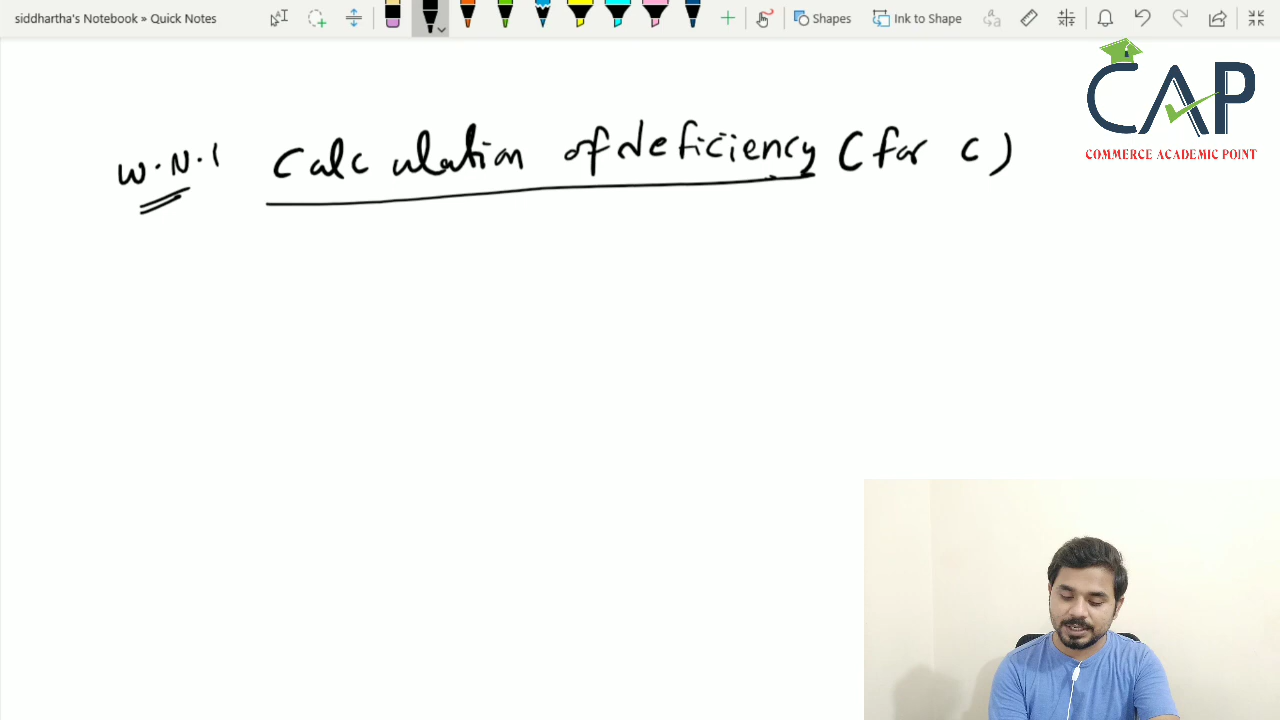 siddhartha's Notebook » Quick Notes
Shapes
Ink to Shape
CAP
COMMERCE ACADEMIC POINT
W.N.1 Calculation of deficiency (for c)